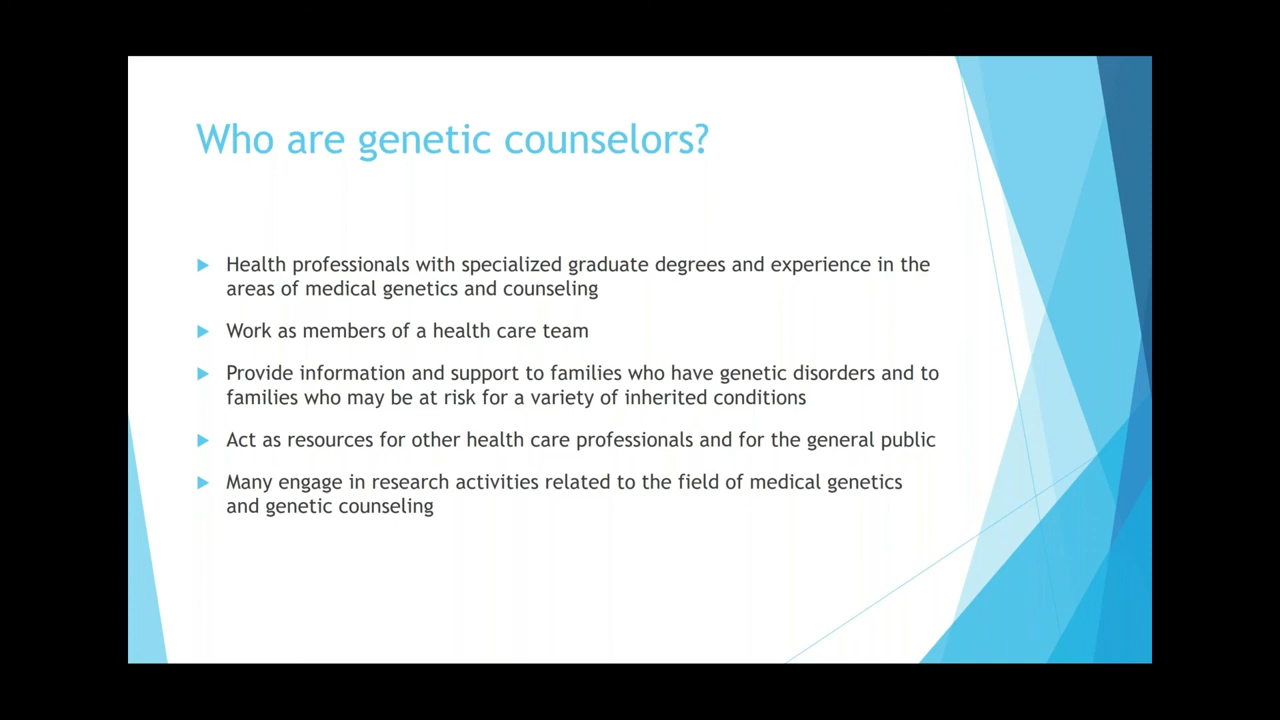 Who are genetic counselors?
Health professionals with specialized graduate degrees and experience in the
areas of medical genetics and counseling
Work as members of a health care team
Provide information and support to families who have genetic disorders and to
families who may be at risk for a variety of inherited conditions
Act as resources for other health care professionals and for the general public
Many engage in research activities related to the field of medical genetics
and genetic counseling